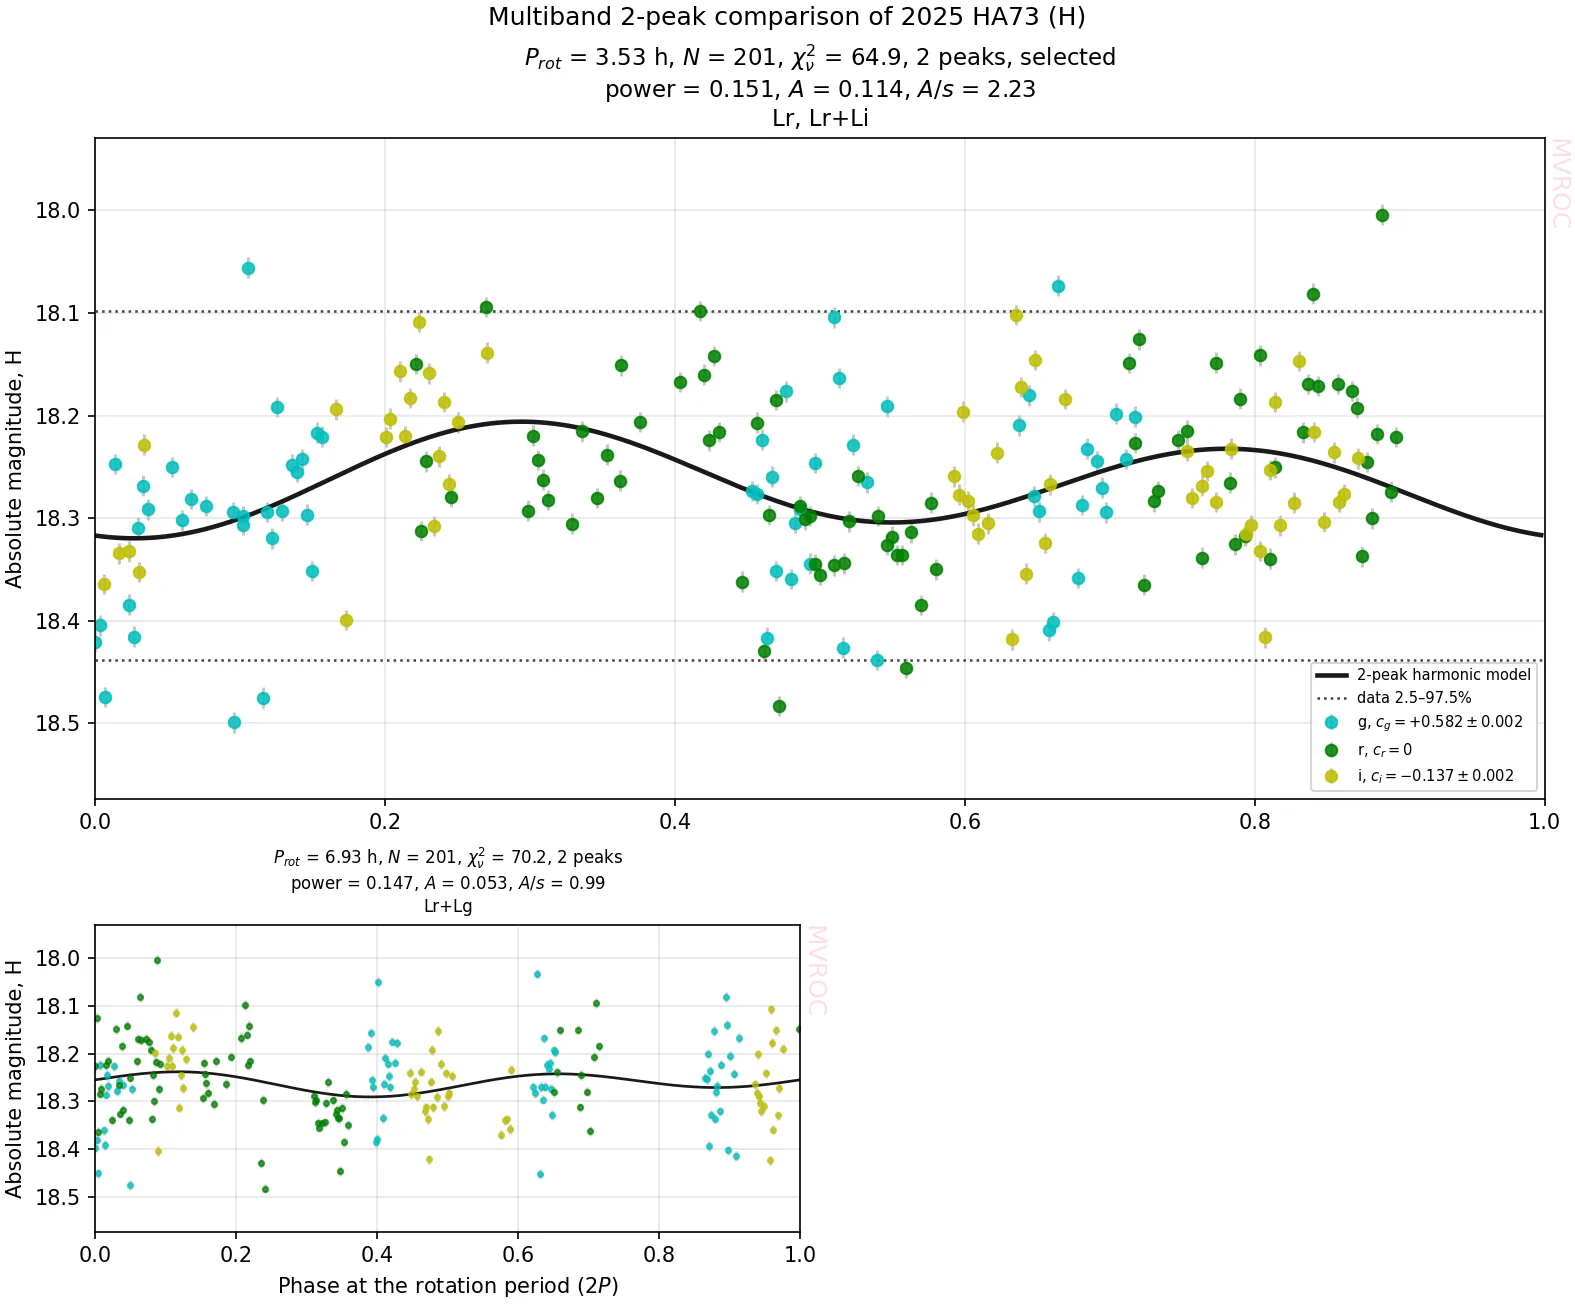 Multiband 2-peak comparison of 2025 HA73 (H)
P_rot = 3.53 h, N = 201, χ²_ν = 64.9, 2 peaks, selected
power = 0.151, A = 0.114, A/s = 2.23
Lr, Lr+Li
MVROC
Absolute magnitude, H
18.0
18.1
18.2
18.3
18.4
18.5
2-peak harmonic model
data 2.5–97.5%
g, c_g = +0.582 ± 0.002
r, c_r = 0
i, c_i = −0.137 ± 0.002
0.0 0.2 0.4 0.6 0.8 1.0
P_rot = 6.93 h, N = 201, χ²_ν = 70.2, 2 peaks
power = 0.147, A = 0.053, A/s = 0.99
Lr+Lg
MVROC
Absolute magnitude, H
18.0
18.1
18.2
18.3
18.4
18.5
0.0 0.2 0.4 0.6 0.8 1.0
Phase at the rotation period (2P)